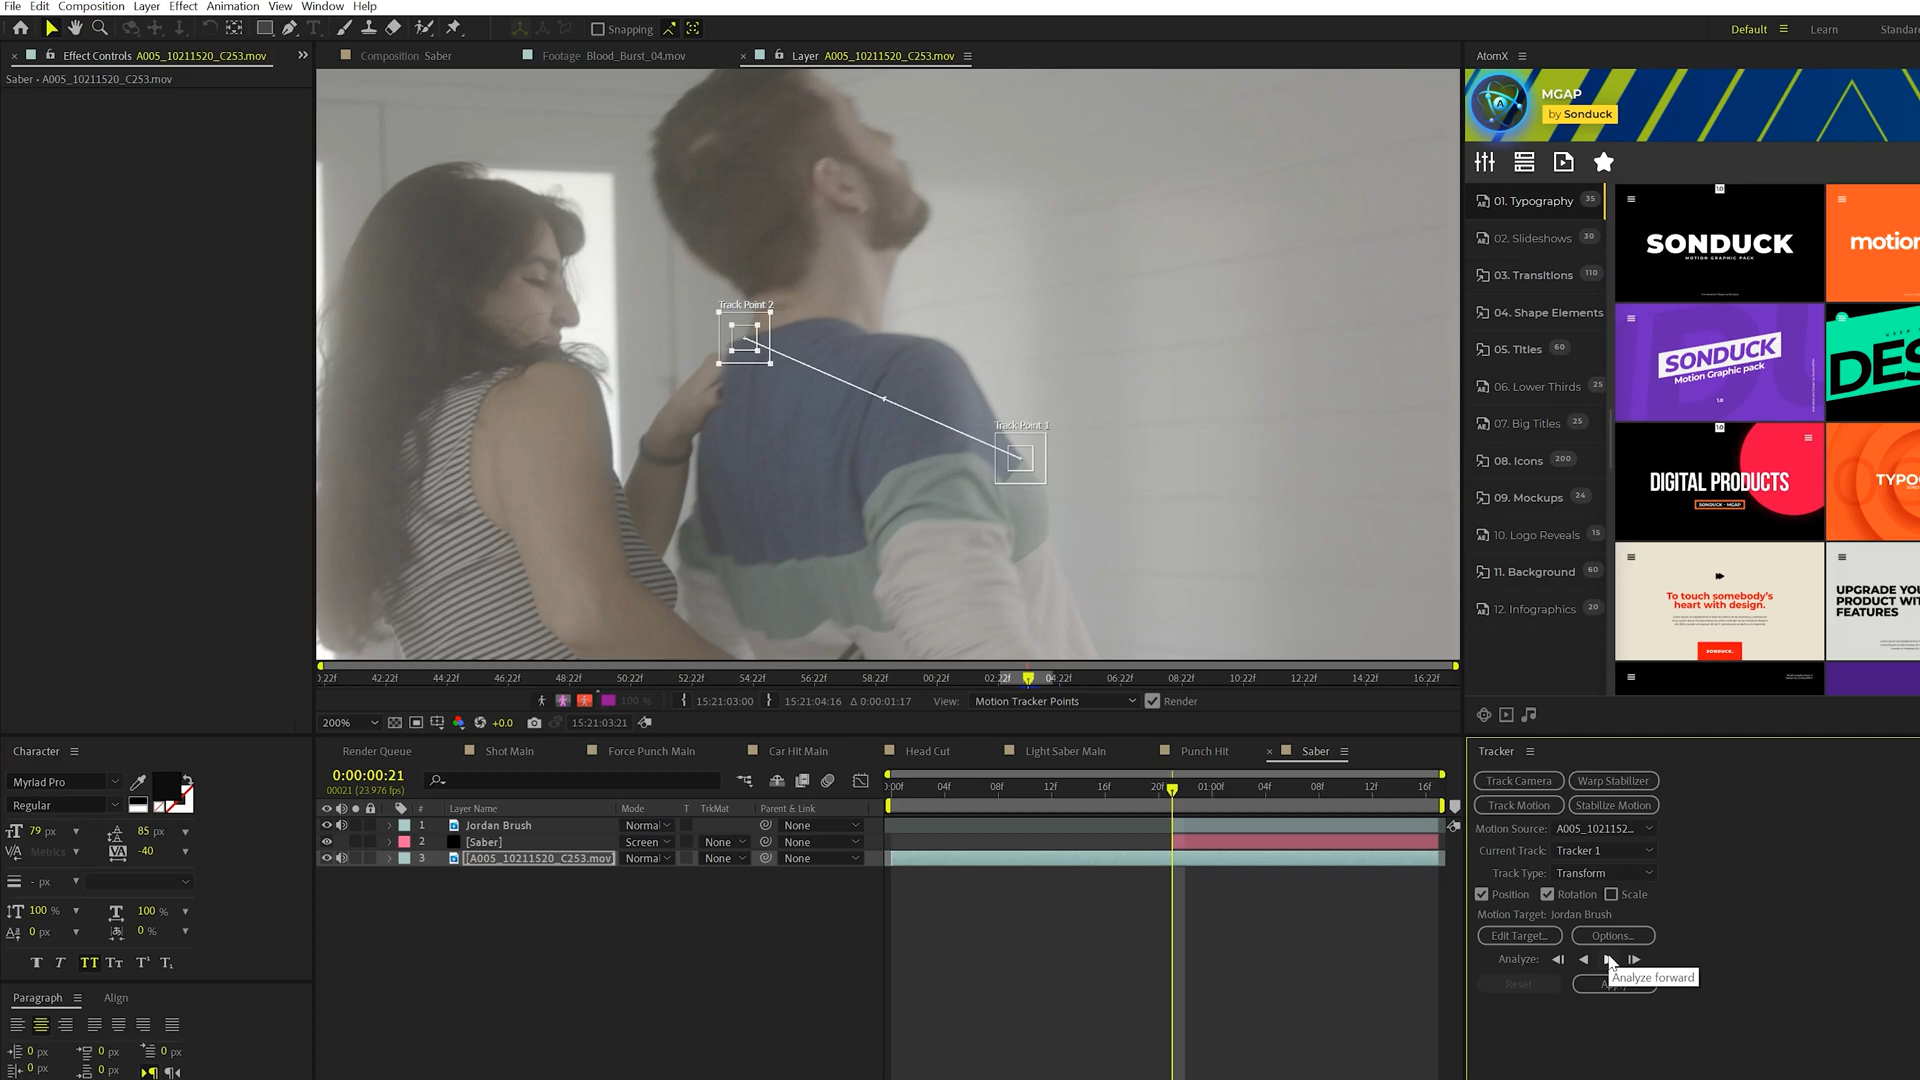 File Edit Composition Layer Effect Animation View Window Help
Snapping
Default
Learn
Standar
Effect Controls A005_10211520_C253.mov
Composition Saber
Footage Blood_Burst_04.mov
Layer A005_10211520_C253.mov
AtomX
Saber - A005_10211520_C253.mov
MGAP
by Sonduck
01. Typography 35
02. Slideshows 30
03. Transitions 110
04. Shape Elements
05. Titles 60
06. Lower Thirds 25
07. Big Titles 25
08. Icons 200
09. Mockups 24
10. Logo Reveals 15
11. Background 60
12. Infographics 20
SONDUCK
MOTION GRAPHIC PACK
motion
SONDUCK
Motion Graphic pack
1.0
DES
DIGITAL PRODUCTS
SONDUCK - MGAP
TYPO
To touch somebody's
heart with design.
SONDUCK.
UPGRADE YOU
PRODUCT WIT
FEATURES
Track Point 2
Track Point 1
0:22f 42:22f 44:22f 46:22f 48:22f 50:22f 52:22f 54:22f 56:22f 58:22f 00:22f 02:22f 04:22f 06:22f 08:22f 10:22f 12:22f 14:22f 16:22f
100 % 15:21:03:00 15:21:04:16 Δ 0:00:01:17 View: Motion Tracker Points Render
200% +0.0 15:21:03:21
Character
Myriad Pro
Regular
79 px 85 px
Metrics -40
- px
100 % 100 %
0 px 0 %
Paragraph Align
0 px 0 px 0 px
0 px 0 px
Render Queue Shot Main Force Punch Main Car Hit Main Head Cut Light Saber Main Punch Hit Saber
0:00:00:21
00021 (23.976 fps)
:00f 04f 08f 12f 16f 20f 01:00f 04f 08f 12f 16f
# Layer Name Mode T TrkMat Parent & Link
1 Jordan Brush Normal None
2 [Saber] Screen None None
3 [A005_10211520_C253.mov] Normal None None
Tracker
Track Camera Warp Stabilizer
Track Motion Stabilize Motion
Motion Source: A005_1021152...
Current Track: Tracker 1
Track Type: Transform
Position Rotation Scale
Motion Target: Jordan Brush
Edit Target... Options...
Analyze:
Analyze forward
Reset